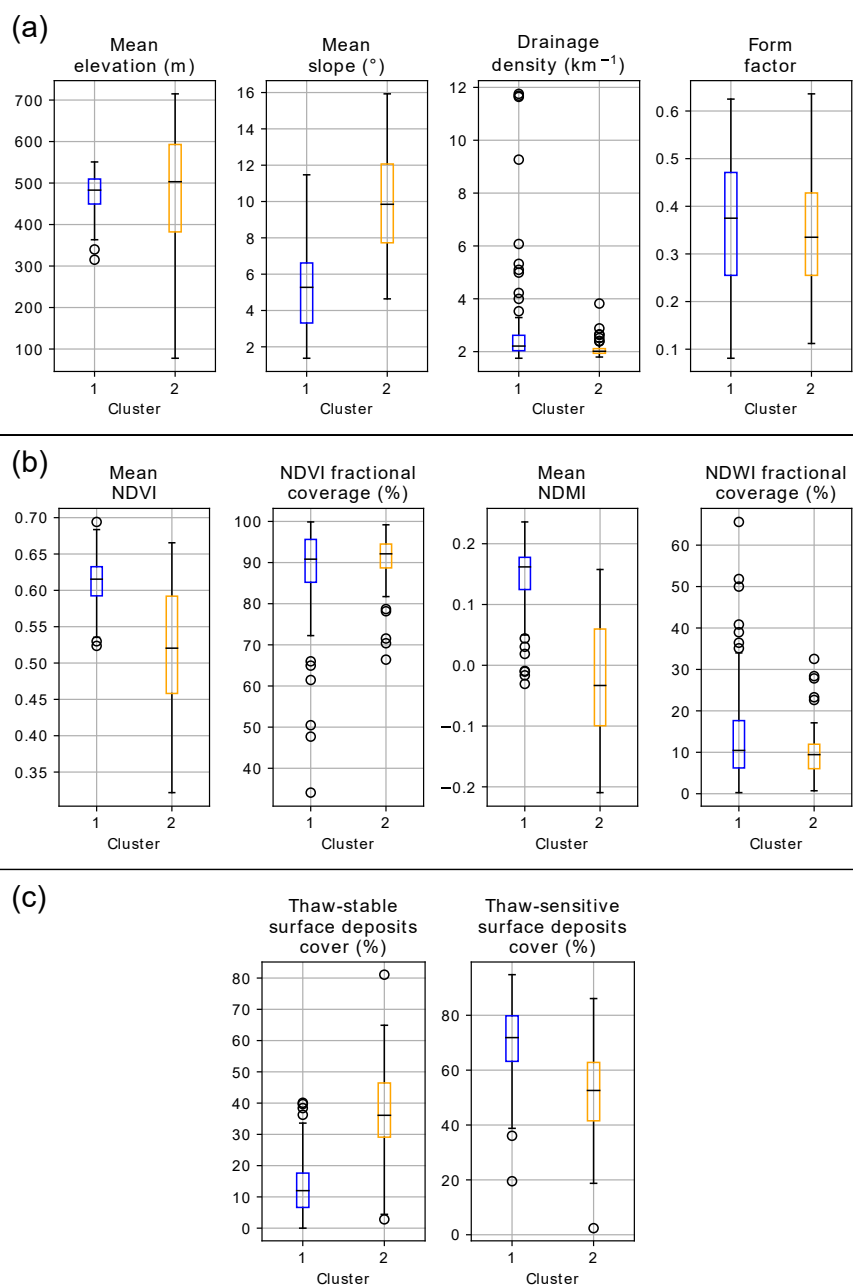 (a)
Mean
elevation (m)
Mean
slope (°)
Drainage
density (km⁻¹)
Form
factor
700
600
500
400
300
200
100
1
2
Cluster
16
14
12
10
8
6
4
2
1
2
Cluster
12
10
8
6
4
2
1
2
Cluster
0.6
0.5
0.4
0.3
0.2
0.1
1
2
Cluster
(b)
Mean
NDVI
NDVI fractional
coverage (%)
Mean
NDMI
NDWI fractional
coverage (%)
0.70
0.65
0.60
0.55
0.50
0.45
0.40
0.35
1
2
Cluster
100
90
80
70
60
50
40
1
2
Cluster
0.2
0.1
0.0
−0.1
−0.2
1
2
Cluster
60
50
40
30
20
10
0
1
2
Cluster
(c)
Thaw-stable
surface deposits
cover (%)
Thaw-sensitive
surface deposits
cover (%)
80
70
60
50
40
30
20
10
0
1
2
Cluster
80
60
40
20
0
1
2
Cluster